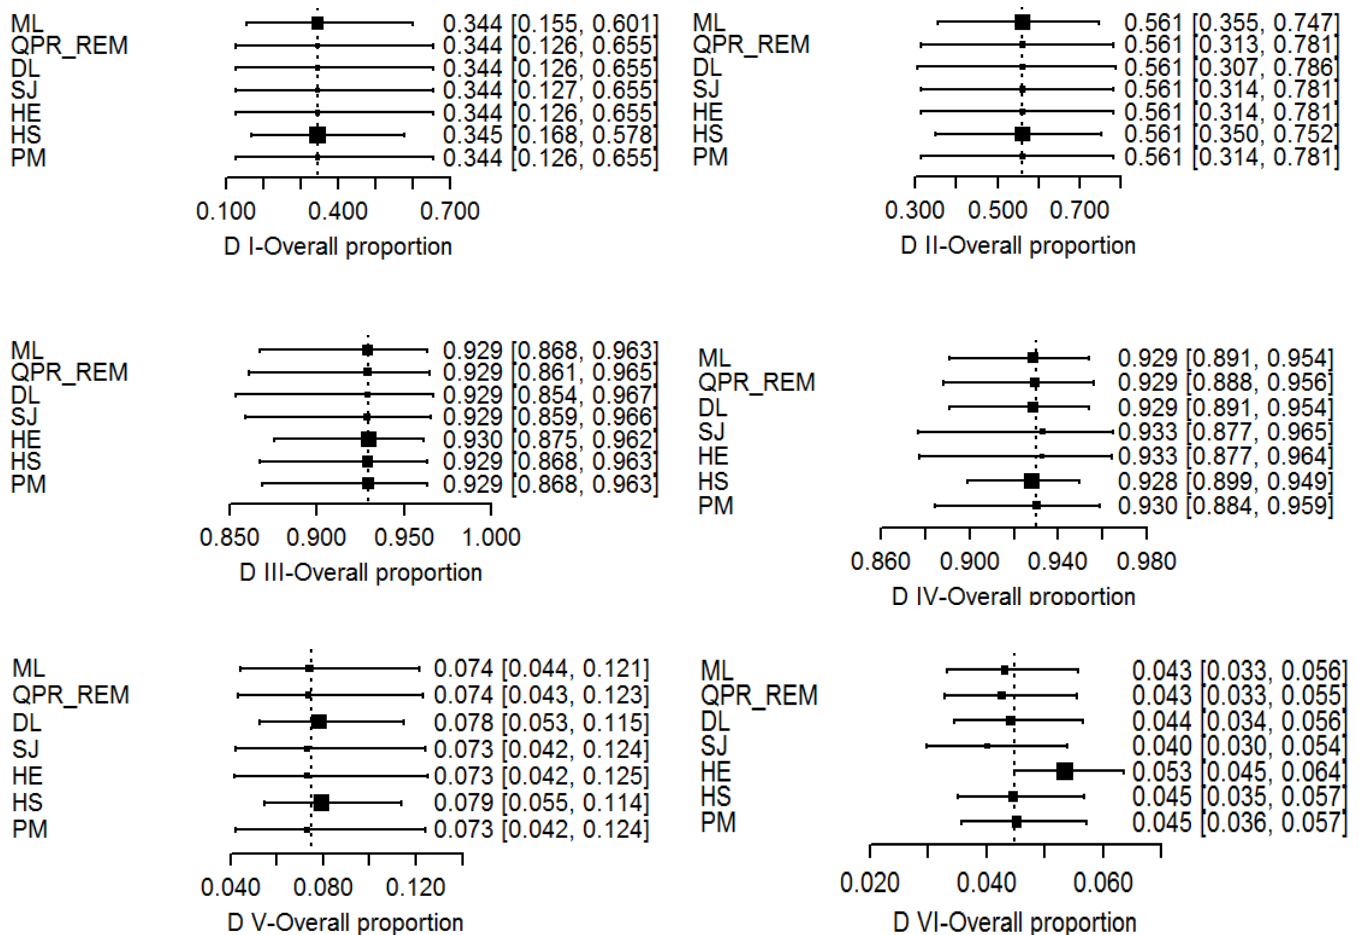 ML 0.344 [0.155, 0.601]
QPR_REM 0.344 [0.126, 0.655]
DL 0.344 [0.126, 0.655]
SJ 0.344 [0.127, 0.655]
HE 0.344 [0.126, 0.655]
HS 0.345 [0.168, 0.578]
PM 0.344 [0.126, 0.655]
0.100 0.400 0.700
D I-Overall proportion
ML 0.561 [0.355, 0.747]
QPR_REM 0.561 [0.313, 0.781]
DL 0.561 [0.307, 0.786]
SJ 0.561 [0.314, 0.781]
HE 0.561 [0.314, 0.781]
HS 0.561 [0.350, 0.752]
PM 0.561 [0.314, 0.781]
0.300 0.500 0.700
D II-Overall proportion
ML 0.929 [0.868, 0.963]
QPR_REM 0.929 [0.861, 0.965]
DL 0.929 [0.854, 0.967]
SJ 0.929 [0.859, 0.966]
HE 0.930 [0.875, 0.962]
HS 0.929 [0.868, 0.963]
PM 0.929 [0.868, 0.963]
0.850 0.900 0.950 1.000
D III-Overall proportion
ML 0.929 [0.891, 0.954]
QPR_REM 0.929 [0.888, 0.956]
DL 0.929 [0.891, 0.954]
SJ 0.933 [0.877, 0.965]
HE 0.933 [0.877, 0.964]
HS 0.928 [0.899, 0.949]
PM 0.930 [0.884, 0.959]
0.860 0.900 0.940 0.980
D IV-Overall proportion
ML 0.074 [0.044, 0.121]
QPR_REM 0.074 [0.043, 0.123]
DL 0.078 [0.053, 0.115]
SJ 0.073 [0.042, 0.124]
HE 0.073 [0.042, 0.125]
HS 0.079 [0.055, 0.114]
PM 0.073 [0.042, 0.124]
0.040 0.080 0.120
D V-Overall proportion
ML 0.043 [0.033, 0.056]
QPR_REM 0.043 [0.033, 0.055]
DL 0.044 [0.034, 0.056]
SJ 0.040 [0.030, 0.054]
HE 0.053 [0.045, 0.064]
HS 0.045 [0.035, 0.057]
PM 0.045 [0.036, 0.057]
0.020 0.040 0.060
D VI-Overall proportion